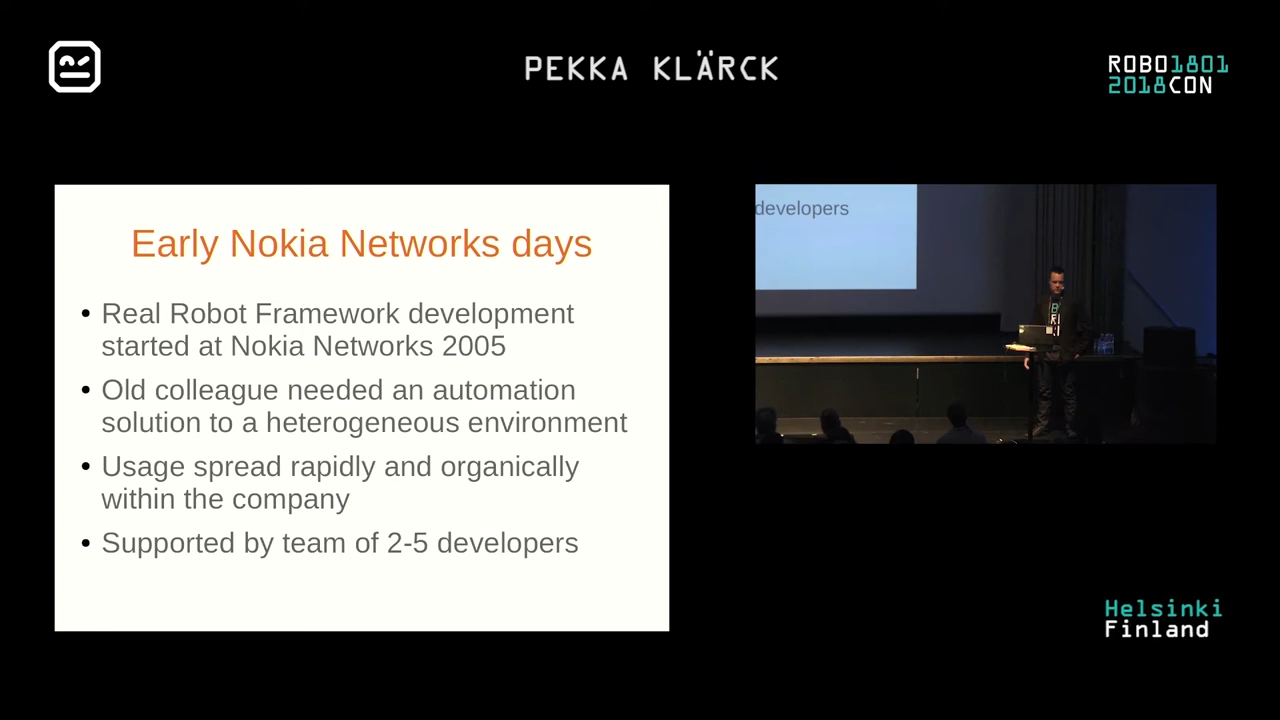 PEKKA KLÄRCK
ROBO1801
2018CON
Early Nokia Networks days
• Real Robot Framework development
started at Nokia Networks 2005
• Old colleague needed an automation
solution to a heterogeneous environment
• Usage spread rapidly and organically
within the company
• Supported by team of 2-5 developers
developers
Helsinki
Finland